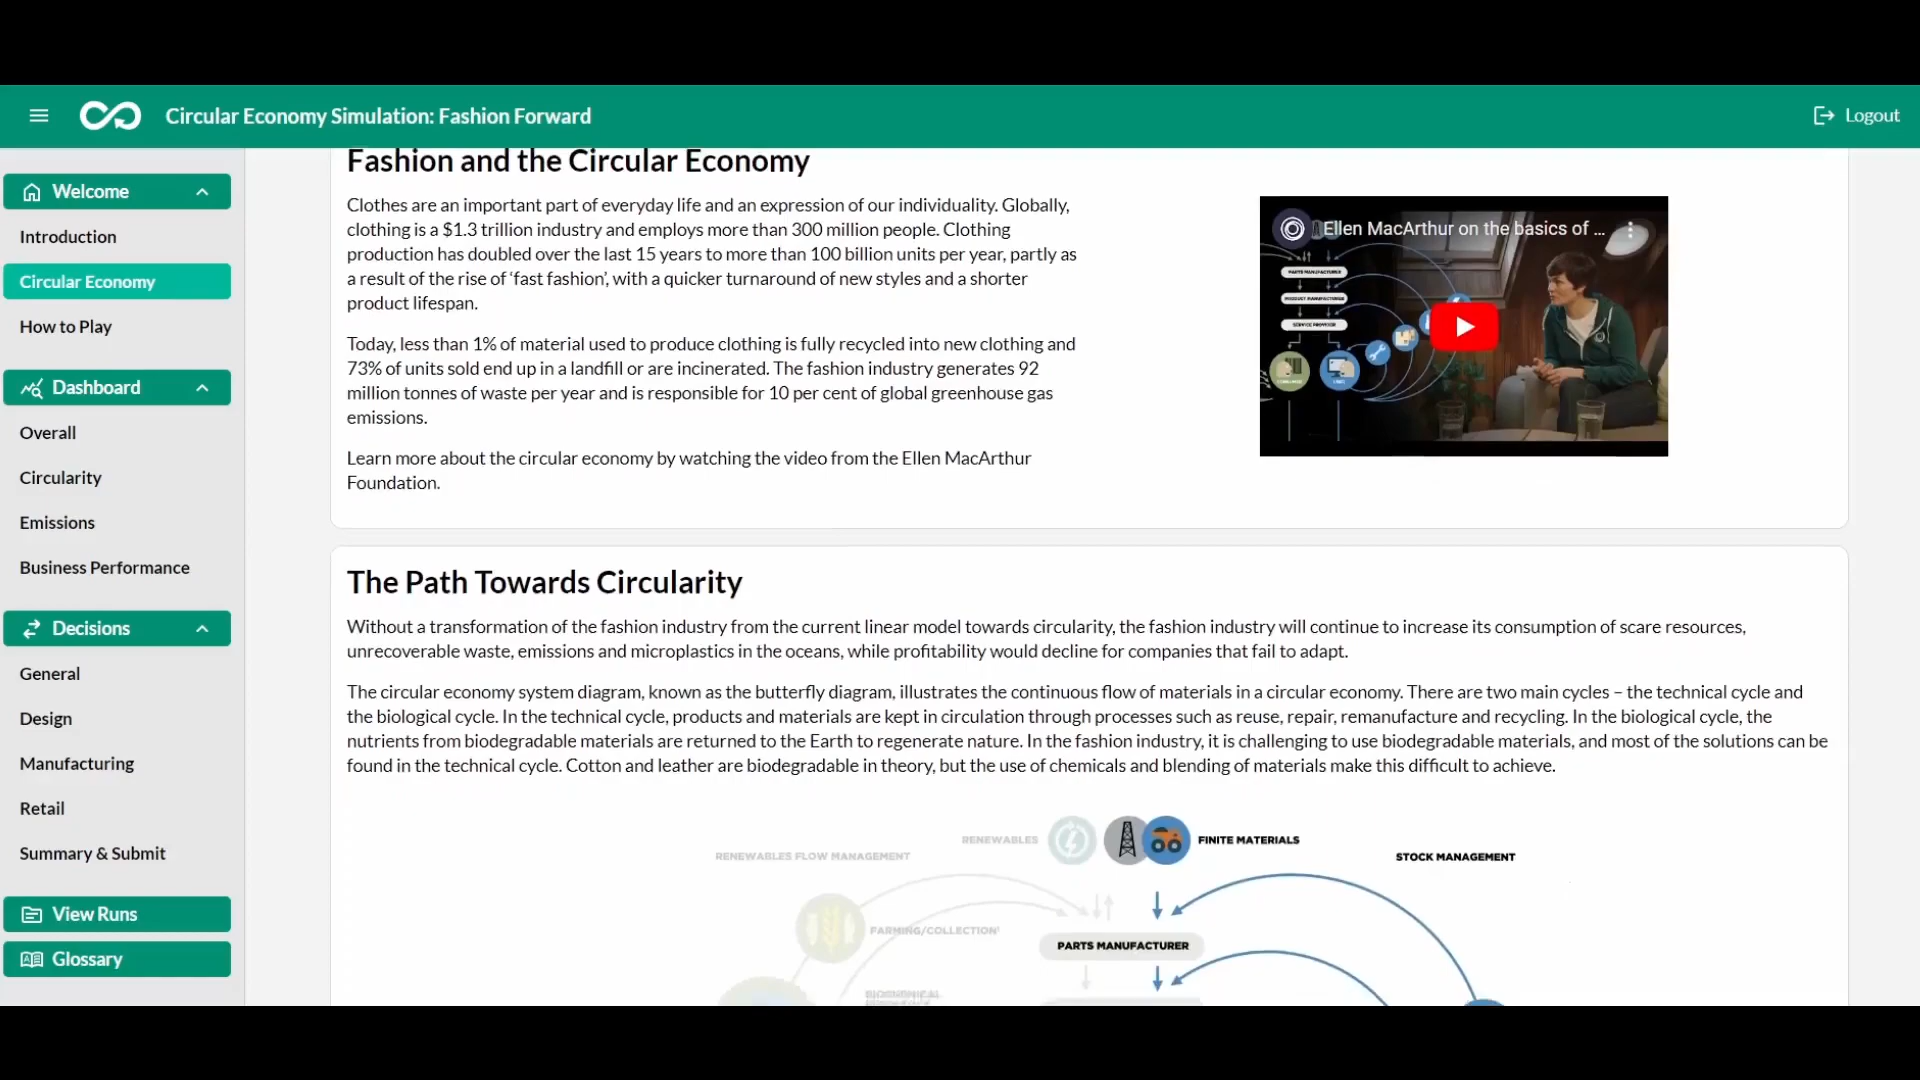 Circular Economy Simulation: Fashion Forward
Logout
Welcome
Introduction
Circular Economy
How to Play
Dashboard
Overall
Circularity
Emissions
Business Performance
Decisions
General
Design
Manufacturing
Retail
Summary & Submit
View Runs
Glossary
Fashion and the Circular Economy
Clothes are an important part of everyday life and an expression of our individuality. Globally,
clothing is a $1.3 trillion industry and employs more than 300 million people. Clothing
production has doubled over the last 15 years to more than 100 billion units per year, partly as
a result of the rise of ‘fast fashion’, with a quicker turnaround of new styles and a shorter
product lifespan.
Today, less than 1% of material used to produce clothing is fully recycled into new clothing and
73% of units sold end up in a landfill or are incinerated. The fashion industry generates 92
million tonnes of waste per year and is responsible for 10 per cent of global greenhouse gas
emissions.
Learn more about the circular economy by watching the video from the Ellen MacArthur
Foundation.
Ellen MacArthur on the basics of ...
PARTS MANUFACTURER
PRODUCT MANUFACTURER
SERVICE PROVIDER
The Path Towards Circularity
Without a transformation of the fashion industry from the current linear model towards circularity, the fashion industry will continue to increase its consumption of scare resources,
unrecoverable waste, emissions and microplastics in the oceans, while profitability would decline for companies that fail to adapt.
The circular economy system diagram, known as the butterfly diagram, illustrates the continuous flow of materials in a circular economy. There are two main cycles – the technical cycle and
the biological cycle. In the technical cycle, products and materials are kept in circulation through processes such as reuse, repair, remanufacture and recycling. In the biological cycle, the
nutrients from biodegradable materials are returned to the Earth to regenerate nature. In the fashion industry, it is challenging to use biodegradable materials, and most of the solutions can be
found in the technical cycle. Cotton and leather are biodegradable in theory, but the use of chemicals and blending of materials make this difficult to achieve.
RENEWABLES
FINITE MATERIALS
RENEWABLES FLOW MANAGEMENT
STOCK MANAGEMENT
FARMING/COLLECTION¹
PARTS MANUFACTURER